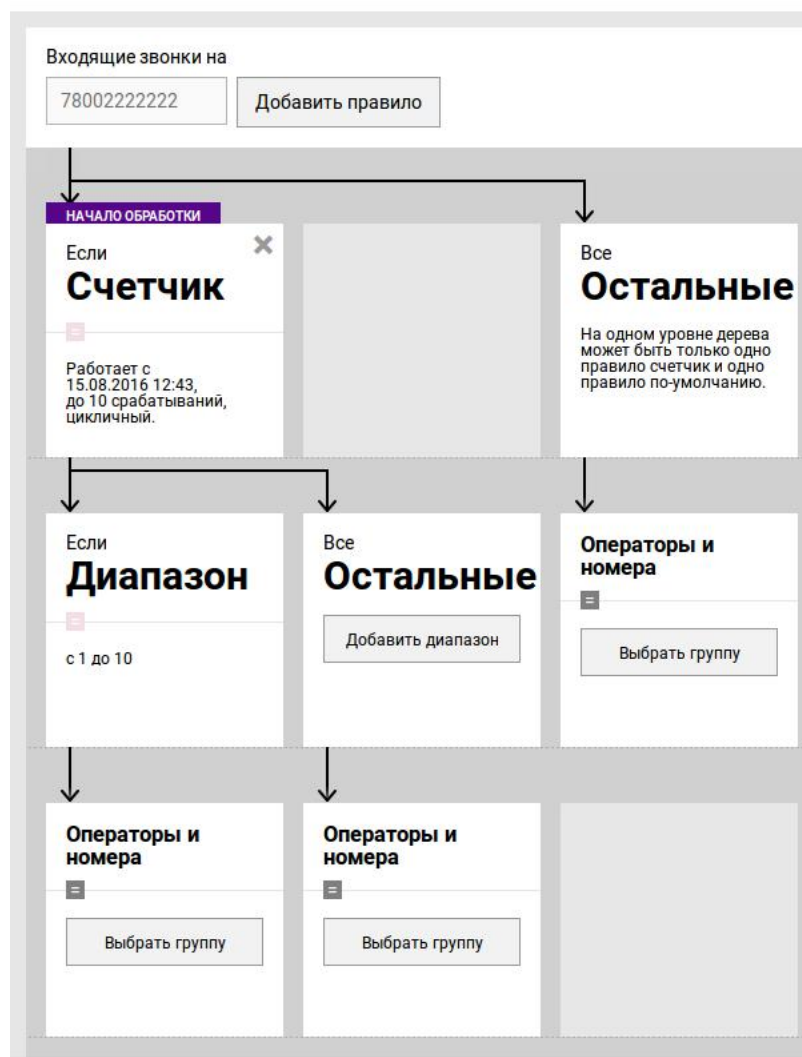 Входящие звонки на
78002222222
Добавить правило
НАЧАЛО ОБРАБОТКИ
Если
Счетчик
=
Работает с
15.08.2016 12:43,
до 10 срабатываний,
цикличный.
Все
Остальные
На одном уровне дерева
может быть только одно
правило счетчик и одно
правило по-умолчанию.
Если
Диапазон
=
с 1 до 10
Все
Остальные
Добавить диапазон
Операторы и
номера
=
Выбрать группу
Операторы и
номера
=
Выбрать группу
Операторы и
номера
=
Выбрать группу